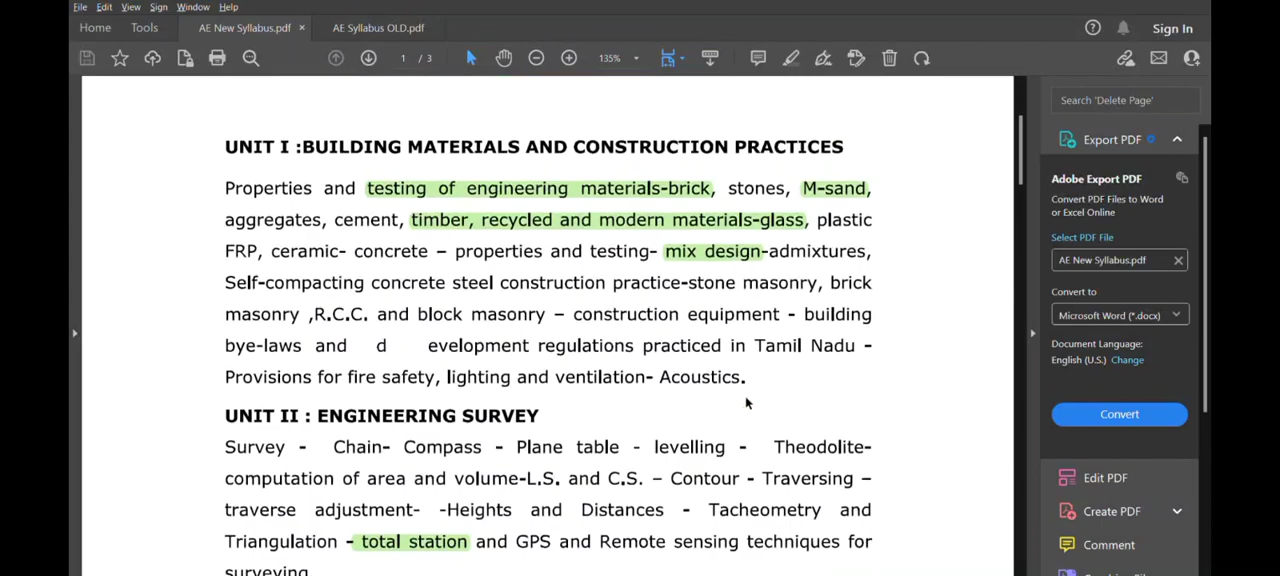 File Edit View Sign Window Help
Home Tools AE New Syllabus.pdf × AE Syllabus OLD.pdf Sign In
1 / 3 135%
UNIT I :BUILDING MATERIALS AND CONSTRUCTION PRACTICES
Properties and testing of engineering materials-brick, stones, M-sand,
aggregates, cement, timber, recycled and modern materials-glass, plastic
FRP, ceramic- concrete – properties and testing- mix design-admixtures,
Self-compacting concrete steel construction practice-stone masonry, brick
masonry ,R.C.C. and block masonry – construction equipment - building
bye-laws and d evelopment regulations practiced in Tamil Nadu -
Provisions for fire safety, lighting and ventilation- Acoustics.
UNIT II : ENGINEERING SURVEY
Survey - Chain- Compass - Plane table - levelling - Theodolite-
computation of area and volume-L.S. and C.S. – Contour - Traversing –
traverse adjustment- -Heights and Distances - Tacheometry and
Triangulation - total station and GPS and Remote sensing techniques for
surveying.
Search 'Delete Page'
Export PDF
Adobe Export PDF
Convert PDF Files to Word
or Excel Online
Select PDF File
AE New Syllabus.pdf ×
Convert to
Microsoft Word (*.docx)
Document Language:
English (U.S.) Change
Convert
Edit PDF
Create PDF
Comment